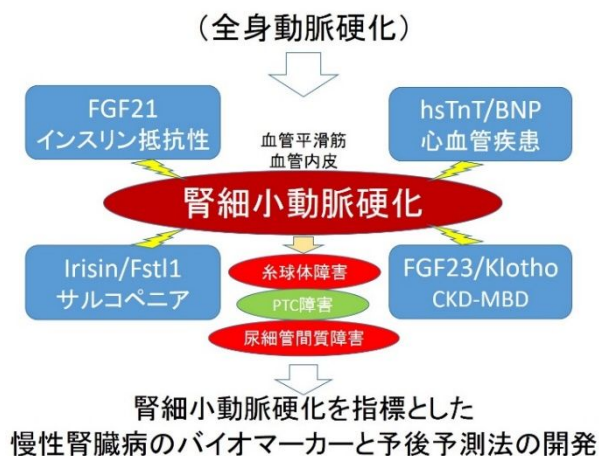 (全身動脈硬化)
FGF21
インスリン抵抗性
hsTnT/BNP
心血管疾患
血管平滑筋
血管内皮
腎細小動脈硬化
Irisin/Fstl1
サルコペニア
FGF23/Klotho
CKD-MBD
糸球体障害
PTC障害
尿細管間質障害
腎細小動脈硬化を指標とした
慢性腎臓病のバイオマーカーと予後予測法の開発